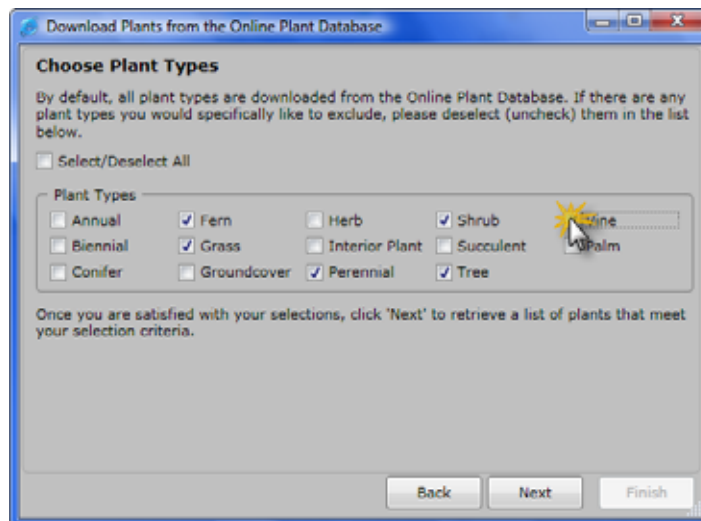 Download Plants from the Online Plant Database
Choose Plant Types
By default, all plant types are downloaded from the Online Plant Database. If there are any
plant types you would specifically like to exclude, please deselect (uncheck) them in the list
below.
Select/Deselect All
Plant Types
Annual Fern Herb Shrub Vine
Biennial Grass Interior Plant Succulent Palm
Conifer Groundcover Perennial Tree
Once you are satisfied with your selections, click 'Next' to retrieve a list of plants that meet
your selection criteria.
Back Next Finish